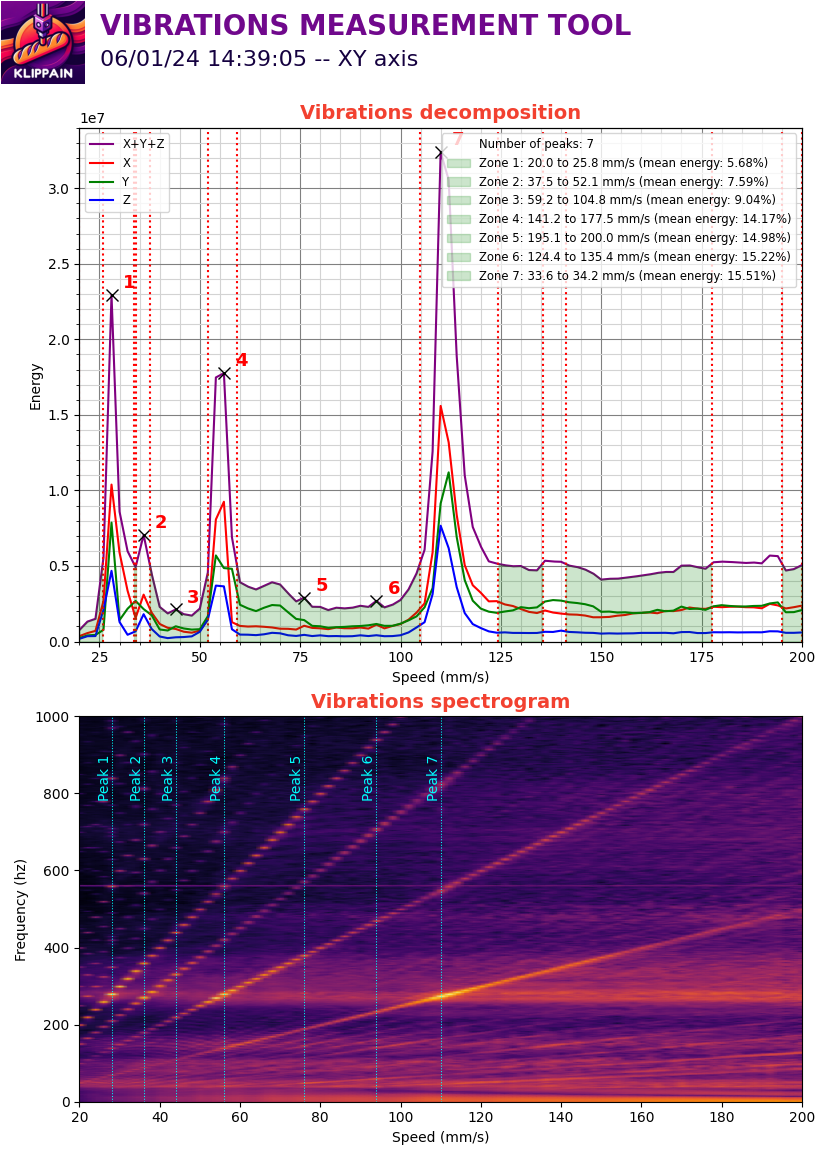 KLIPPAIN
VIBRATIONS MEASUREMENT TOOL
06/01/24 14:39:05 -- XY axis
Vibrations decomposition
1e7
X+Y+Z
X
Y
Z
Number of peaks: 7
Zone 1: 20.0 to 25.8 mm/s (mean energy: 5.68%)
Zone 2: 37.5 to 52.1 mm/s (mean energy: 7.59%)
Zone 3: 59.2 to 104.8 mm/s (mean energy: 9.04%)
Zone 4: 141.2 to 177.5 mm/s (mean energy: 14.17%)
Zone 5: 195.1 to 200.0 mm/s (mean energy: 14.98%)
Zone 6: 124.4 to 135.4 mm/s (mean energy: 15.22%)
Zone 7: 33.6 to 34.2 mm/s (mean energy: 15.51%)
1
2
3
4
5
6
7
3.0
2.5
2.0
1.5
1.0
0.5
0.0
Energy
25 50 75 100 125 150 175 200
Speed (mm/s)
Vibrations spectrogram
Peak 1
Peak 2
Peak 3
Peak 4
Peak 5
Peak 6
Peak 7
1000
800
600
400
200
0
Frequency (hz)
20 40 60 80 100 120 140 160 180 200
Speed (mm/s)